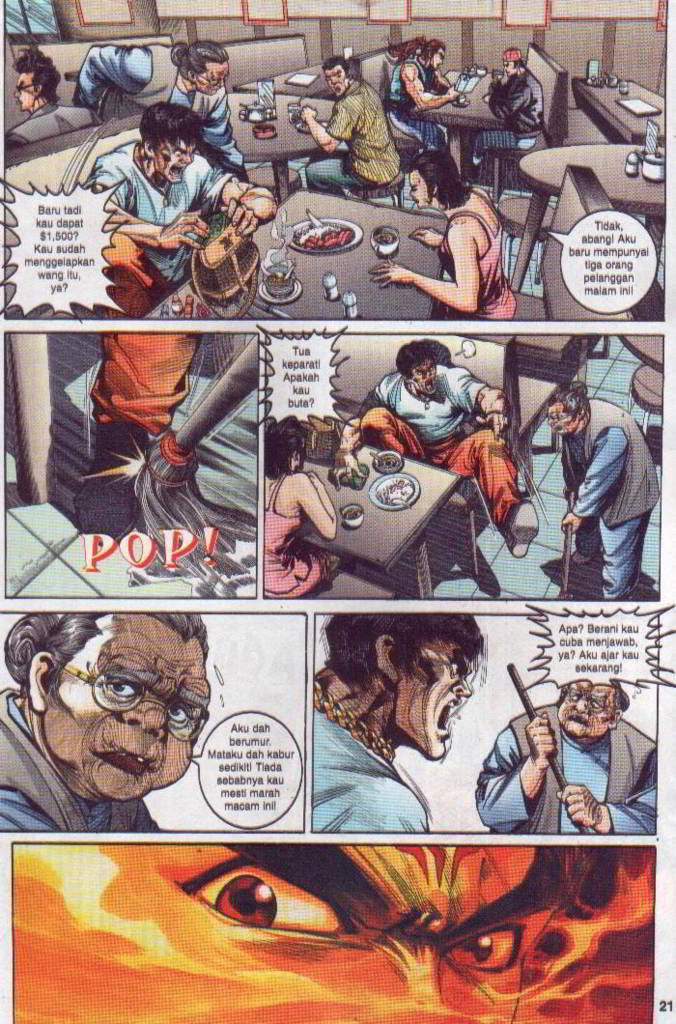 Baru tadi
kau dapat
$1,500?
Kau sudah
menggelapkan
wang itu,
ya?
Tidak,
abang! Aku
baru mempunyai
tiga orang
pelanggan
malam ini!
POP!
Tua
keparat!
Apakah
kau
buta?
Aku dah
berumur.
Mataku dah kabur
sedikit! Tiada
sebabnya kau
mesti marah
macam ini!
Apa? Berani kau
cuba menjawab,
ya? Aku ajar kau
sekarang!
21